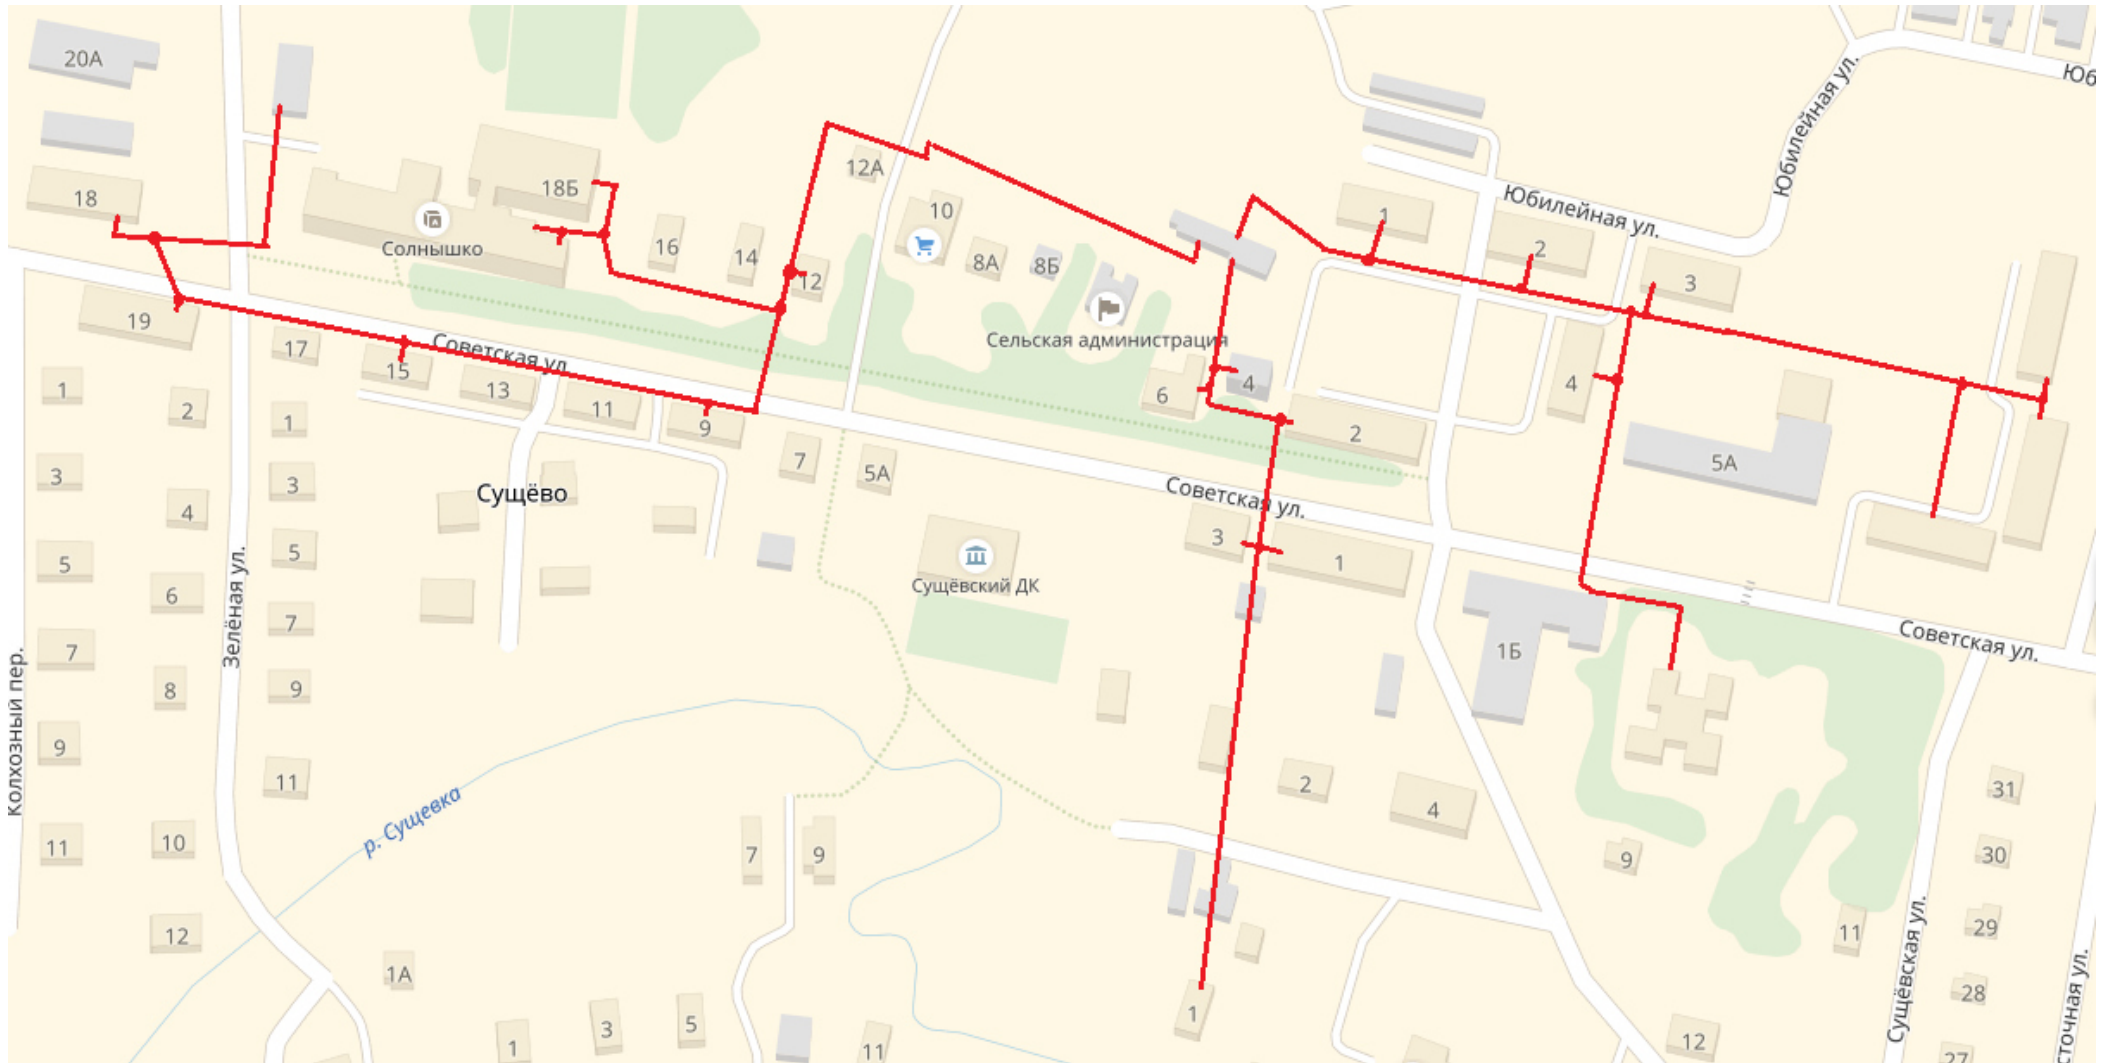 20А
Юб
Юбилейная ул.
18
18Б
Солнышко
16
14
12
12А
10
8А
8Б
Сельская администрация
1
2
3
Юбилейная ул.
19
17
15
13
11
9
Советская ул.
7
5А
6
4
2
4
5А
Советская ул.
Сущёво
3
1
Сущёвский ДК
1Б
Советская ул.
1
2
3
4
5
6
7
8
9
10
11
12
Колхозный пер.
Зелёная ул.
1
3
5
7
9
11
р. Сущевка
7
9
2
4
9
11
31
30
29
28
27
Сущёвская ул.
сточная ул.
1А
1
3
5
11
1
12